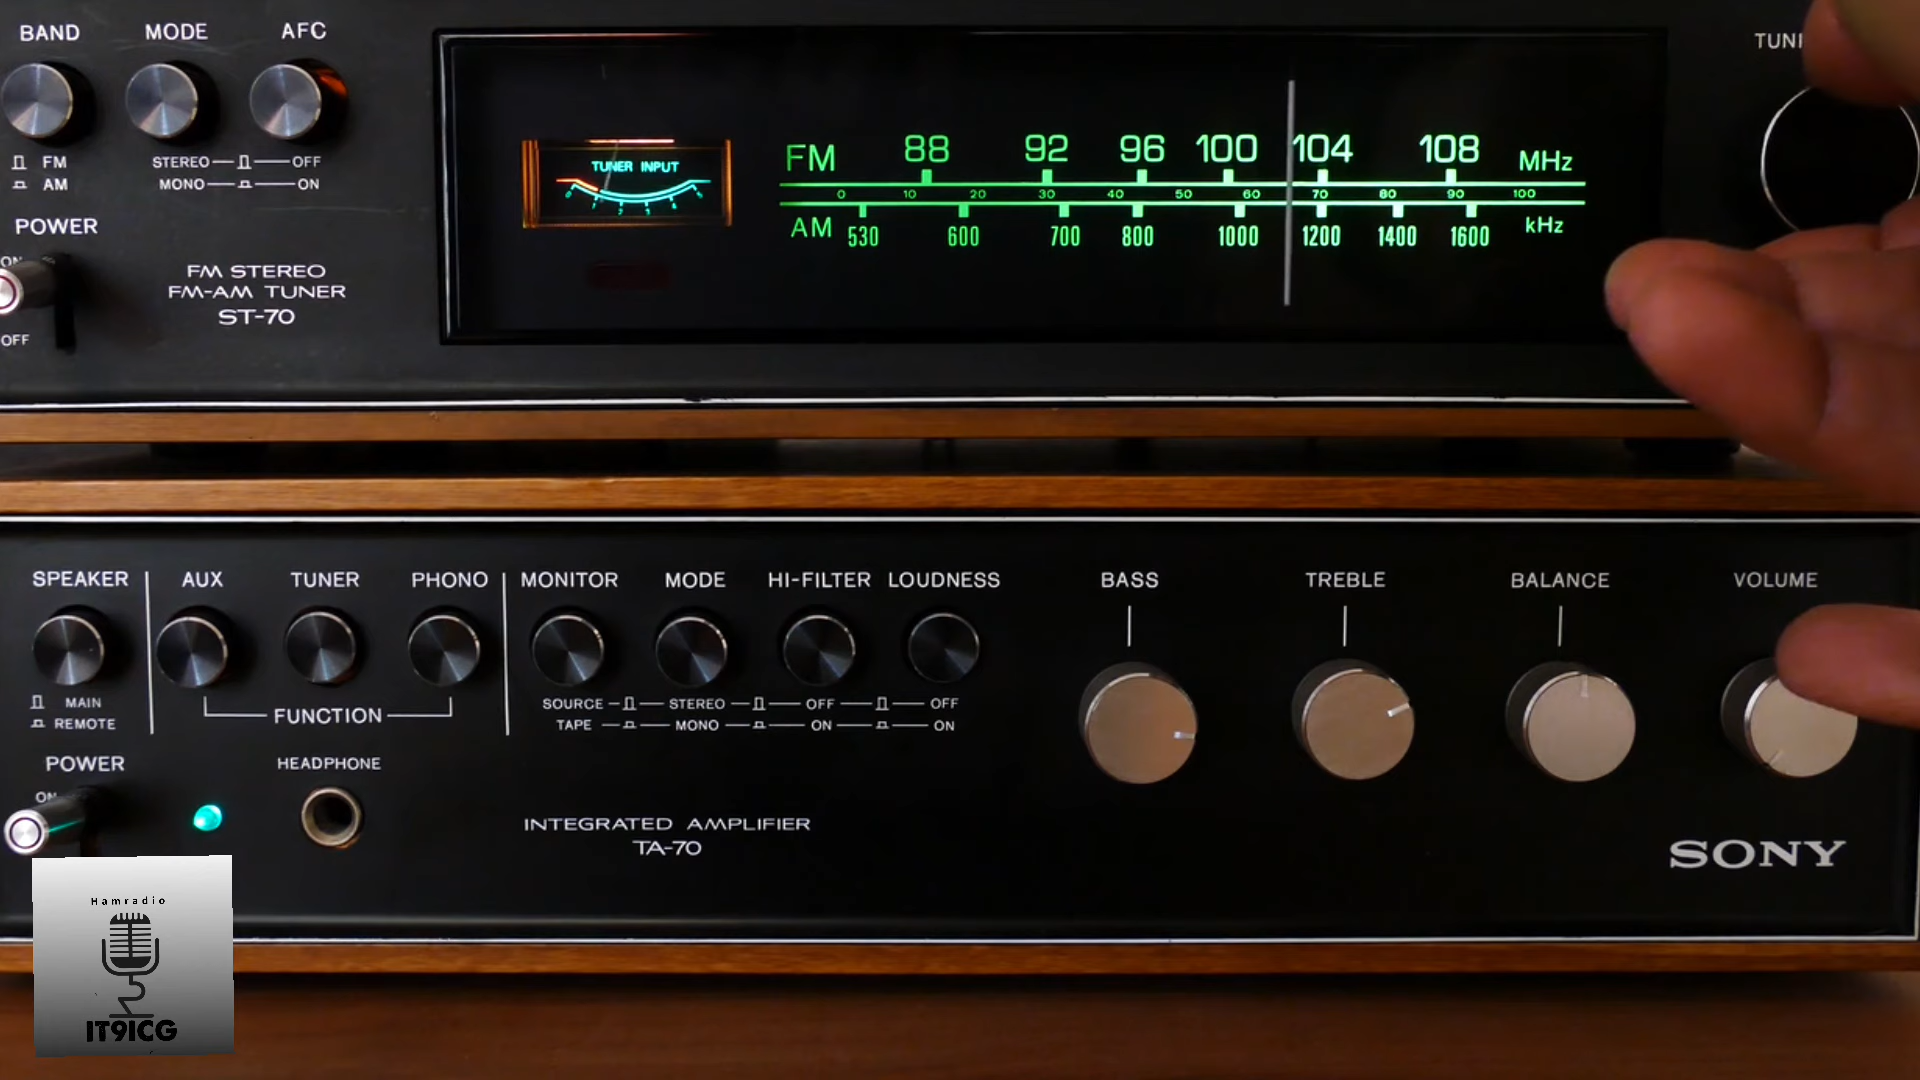 BAND MODE AFC
FM STEREO OFF
AM MONO ON
POWER
ON
OFF
FM STEREO
FM-AM TUNER
ST-70
TUNER INPUT
FM 88 92 96 100 104 108 MHz
0 10 20 30 40 50 60 70 80 90 100
AM 530 600 700 800 1000 1200 1400 1600 kHz
SPEAKER AUX TUNER PHONO MONITOR MODE HI-FILTER LOUDNESS BASS TREBLE BALANCE VOLUME
MAIN
REMOTE
FUNCTION
SOURCE STEREO OFF OFF
TAPE MONO ON ON
POWER
ON
HEADPHONE
INTEGRATED AMPLIFIER
TA-70
SONY
Hamradio
IT9ICG